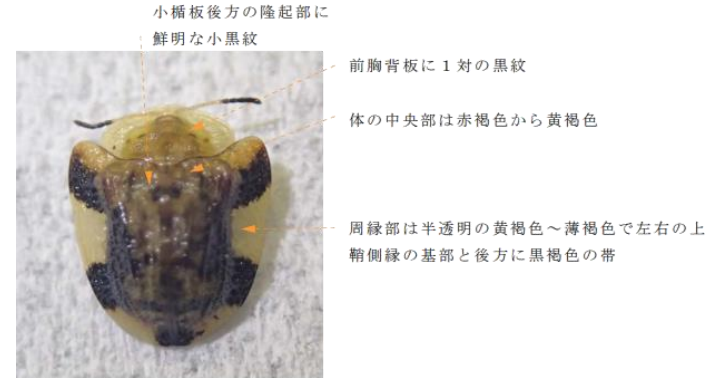 小楯板後方の隆起部に
鮮明な小黒紋
前胸背板に１対の黒紋
体の中央部は赤褐色から黄褐色
周縁部は半透明の黄褐色～薄褐色で左右の上
鞘側縁の基部と後方に黒褐色の帯